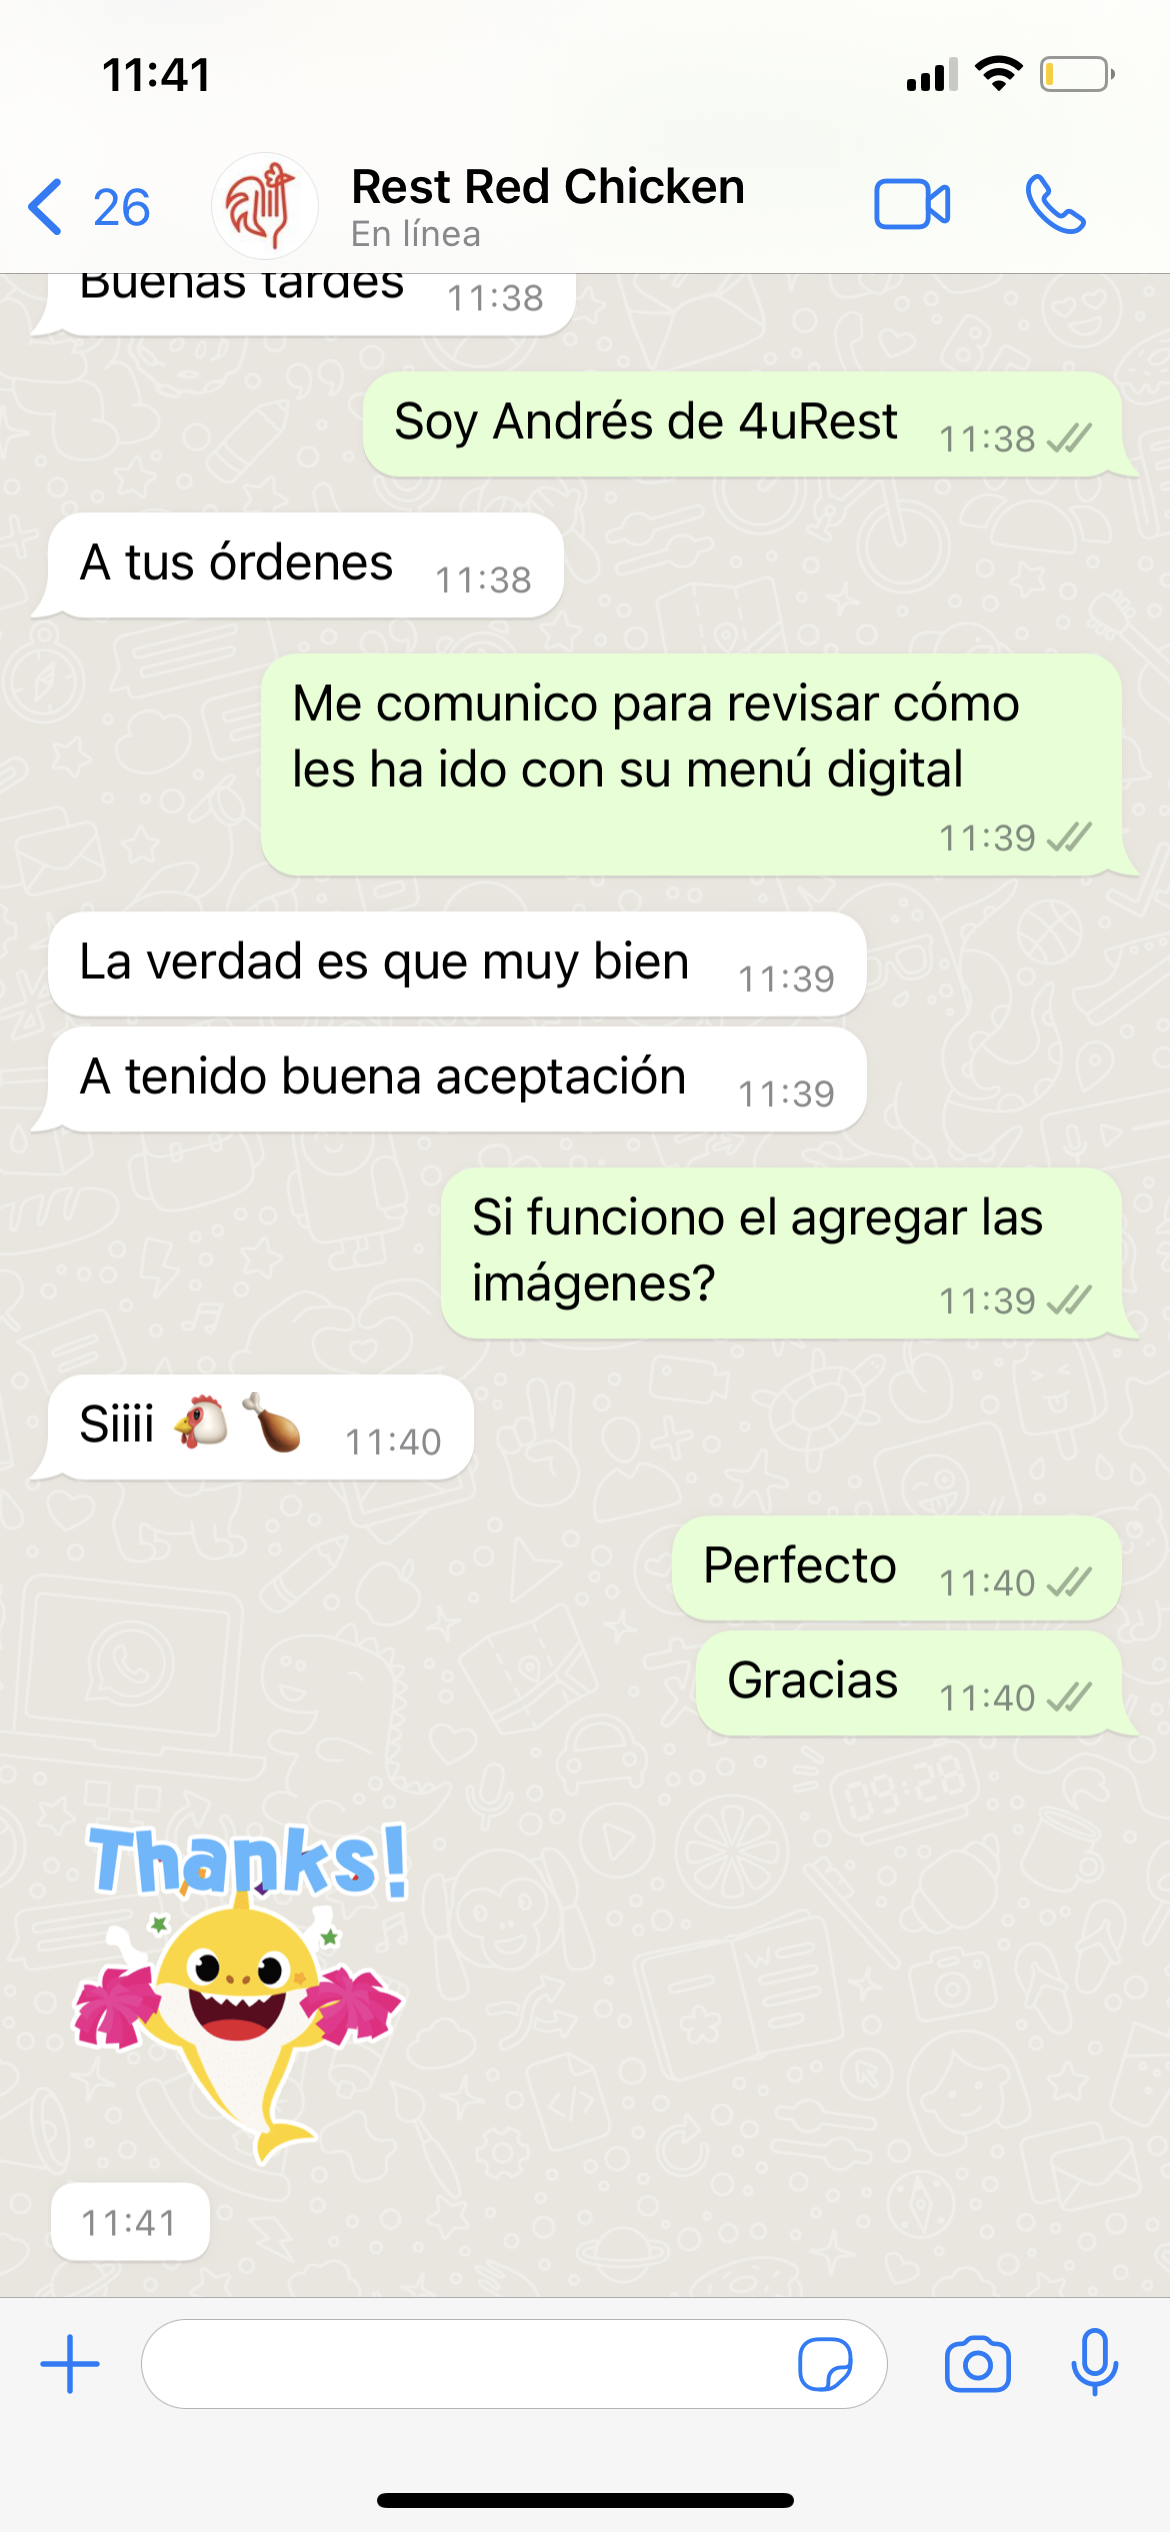 11:41
26
Rest Red Chicken
En línea
Buenas tardes 11:38
Soy Andrés de 4uRest 11:38
A tus órdenes 11:38
Me comunico para revisar cómo
les ha ido con su menú digital
11:39
La verdad es que muy bien 11:39
A tenido buena aceptación 11:39
Si funciono el agregar las
imágenes? 11:39
Siiii 🐔🍗 11:40
Perfecto 11:40
Gracias 11:40
Thanks!
11:41